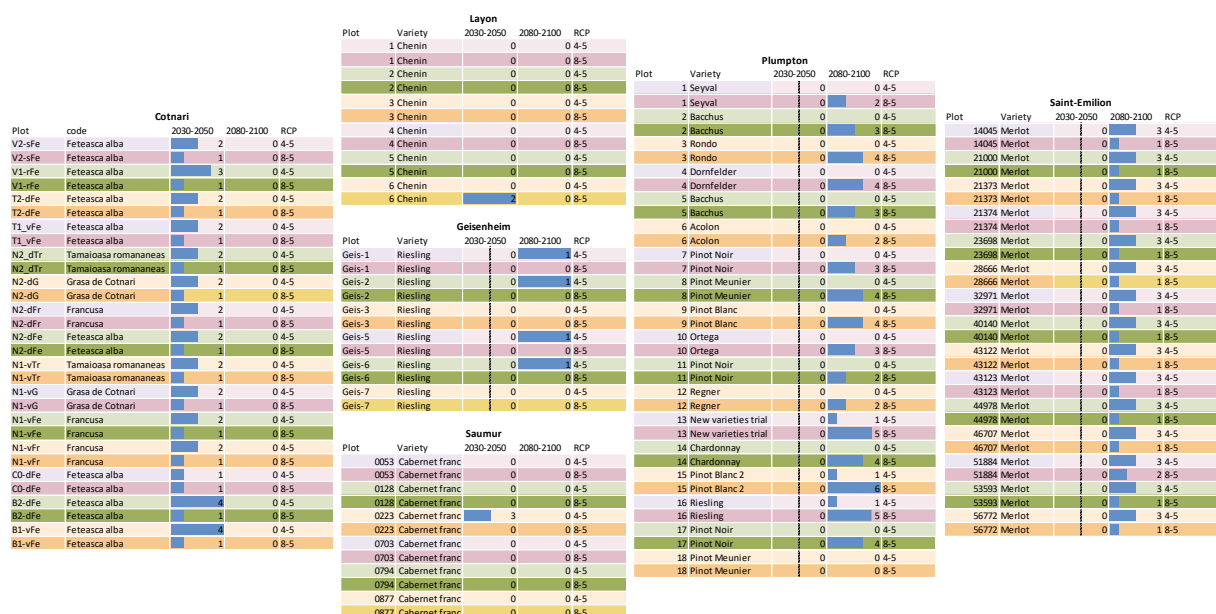 Cotnari
Plot code 2030-2050 2080-2100 RCP
V2-sFe Feteasca alba 2 0 4-5
V2-sFe Feteasca alba 1 0 8-5
V1-rFe Feteasca alba 3 0 4-5
V1-rFe Feteasca alba 1 0 8-5
T2-dFe Feteasca alba 2 0 4-5
T2-dFe Feteasca alba 1 0 8-5
T1_vFe Feteasca alba 2 0 4-5
T1_vFe Feteasca alba 1 0 8-5
N2_dTr Tamaioasa romananeas 2 0 4-5
N2_dTr Tamaioasa romananeas 1 0 8-5
N2-dG Grasa de Cotnari 2 0 4-5
N2-dG Grasa de Cotnari 1 0 8-5
N2-dFr Francusa 2 0 4-5
N2-dFr Francusa 1 0 8-5
N2-dFe Feteasca alba 2 0 4-5
N2-dFe Feteasca alba 1 0 8-5
N1-vTr Tamaioasa romananeas 2 0 4-5
N1-vTr Tamaioasa romananeas 1 0 8-5
N1-vG Grasa de Cotnari 2 0 4-5
N1-vG Grasa de Cotnari 1 0 8-5
N1-vFe Francusa 2 0 4-5
N1-vFe Francusa 1 0 8-5
N1-vFr Francusa 2 0 4-5
N1-vFr Francusa 1 0 8-5
C0-dFe Feteasca alba 1 0 4-5
C0-dFe Feteasca alba 1 0 8-5
B2-dFe Feteasca alba 4 0 4-5
B2-dFe Feteasca alba 1 0 8-5
B1-vFe Feteasca alba 4 0 4-5
B1-vFe Feteasca alba 1 0 8-5
Layon
Plot Variety 2030-2050 2080-2100 RCP
1 Chenin 0 0 4-5
1 Chenin 0 0 8-5
2 Chenin 0 0 4-5
2 Chenin 0 0 8-5
3 Chenin 0 0 4-5
3 Chenin 0 0 8-5
4 Chenin 0 0 4-5
4 Chenin 0 0 8-5
5 Chenin 0 0 4-5
5 Chenin 0 0 8-5
6 Chenin 0 0 4-5
6 Chenin 2 0 8-5
Geisenheim
Plot Variety 2030-2050 2080-2100 RCP
Geis-1 Riesling 0 1 4-5
Geis-1 Riesling 0 0 8-5
Geis-2 Riesling 0 1 4-5
Geis-2 Riesling 0 0 8-5
Geis-3 Riesling 0 0 4-5
Geis-3 Riesling 0 0 8-5
Geis-5 Riesling 0 1 4-5
Geis-5 Riesling 0 0 8-5
Geis-6 Riesling 0 1 4-5
Geis-6 Riesling 0 0 8-5
Geis-7 Riesling 0 0 4-5
Geis-7 Riesling 0 0 8-5
Saumur
Plot Variety 2030-2050 2080-2100 RCP
0053 Cabernet franc 0 0 4-5
0053 Cabernet franc 0 0 8-5
0128 Cabernet franc 0 0 4-5
0128 Cabernet franc 0 0 8-5
0223 Cabernet franc 3 0 4-5
0223 Cabernet franc 0 0 8-5
0703 Cabernet franc 0 0 4-5
0703 Cabernet franc 0 0 8-5
0794 Cabernet franc 0 0 4-5
0794 Cabernet franc 0 0 8-5
0877 Cabernet franc 0 0 4-5
0877 Cabernet franc 0 0 8-5
Plumpton
Plot Variety 2030-2050 2080-2100 RCP
1 Seyval 0 0 4-5
1 Seyval 0 2 8-5
2 Bacchus 0 0 4-5
2 Bacchus 0 3 8-5
3 Rondo 0 0 4-5
3 Rondo 0 4 8-5
4 Dornfelder 0 0 4-5
4 Dornfelder 0 4 8-5
5 Bacchus 0 0 4-5
5 Bacchus 0 3 8-5
6 Acolon 0 0 4-5
6 Acolon 0 2 8-5
7 Pinot Noir 0 0 4-5
7 Pinot Noir 0 3 8-5
8 Pinot Meunier 0 0 4-5
8 Pinot Meunier 0 4 8-5
9 Pinot Blanc 0 0 4-5
9 Pinot Blanc 0 4 8-5
10 Ortega 0 0 4-5
10 Ortega 0 3 8-5
11 Pinot Noir 0 0 4-5
11 Pinot Noir 0 2 8-5
12 Regner 0 0 4-5
12 Regner 0 2 8-5
13 New varieties trial 0 1 4-5
13 New varieties trial 0 5 8-5
14 Chardonnay 0 0 4-5
14 Chardonnay 0 4 8-5
15 Pinot Blanc 2 0 1 4-5
15 Pinot Blanc 2 0 6 8-5
16 Riesling 0 1 4-5
16 Riesling 0 5 8-5
17 Pinot Noir 0 0 4-5
17 Pinot Noir 0 4 8-5
18 Pinot Meunier 0 0 4-5
18 Pinot Meunier 0 0 8-5
Saint-Emilion
Plot Variety 2030-2050 2080-2100 RCP
14045 Merlot 0 3 4-5
14045 Merlot 0 1 8-5
21000 Merlot 0 3 4-5
21000 Merlot 0 1 8-5
21373 Merlot 0 3 4-5
21373 Merlot 0 1 8-5
21374 Merlot 0 3 4-5
21374 Merlot 0 1 8-5
23698 Merlot 0 3 4-5
23698 Merlot 0 1 8-5
28666 Merlot 0 3 4-5
28666 Merlot 0 1 8-5
32971 Merlot 0 3 4-5
32971 Merlot 0 1 8-5
40140 Merlot 0 3 4-5
40140 Merlot 0 1 8-5
43122 Merlot 0 3 4-5
43122 Merlot 0 1 8-5
43123 Merlot 0 3 4-5
43123 Merlot 0 1 8-5
44978 Merlot 0 3 4-5
44978 Merlot 0 1 8-5
46707 Merlot 0 3 4-5
46707 Merlot 0 1 8-5
51884 Merlot 0 3 4-5
51884 Merlot 0 2 8-5
53593 Merlot 0 3 4-5
53593 Merlot 0 1 8-5
56772 Merlot 0 3 4-5
56772 Merlot 0 1 8-5